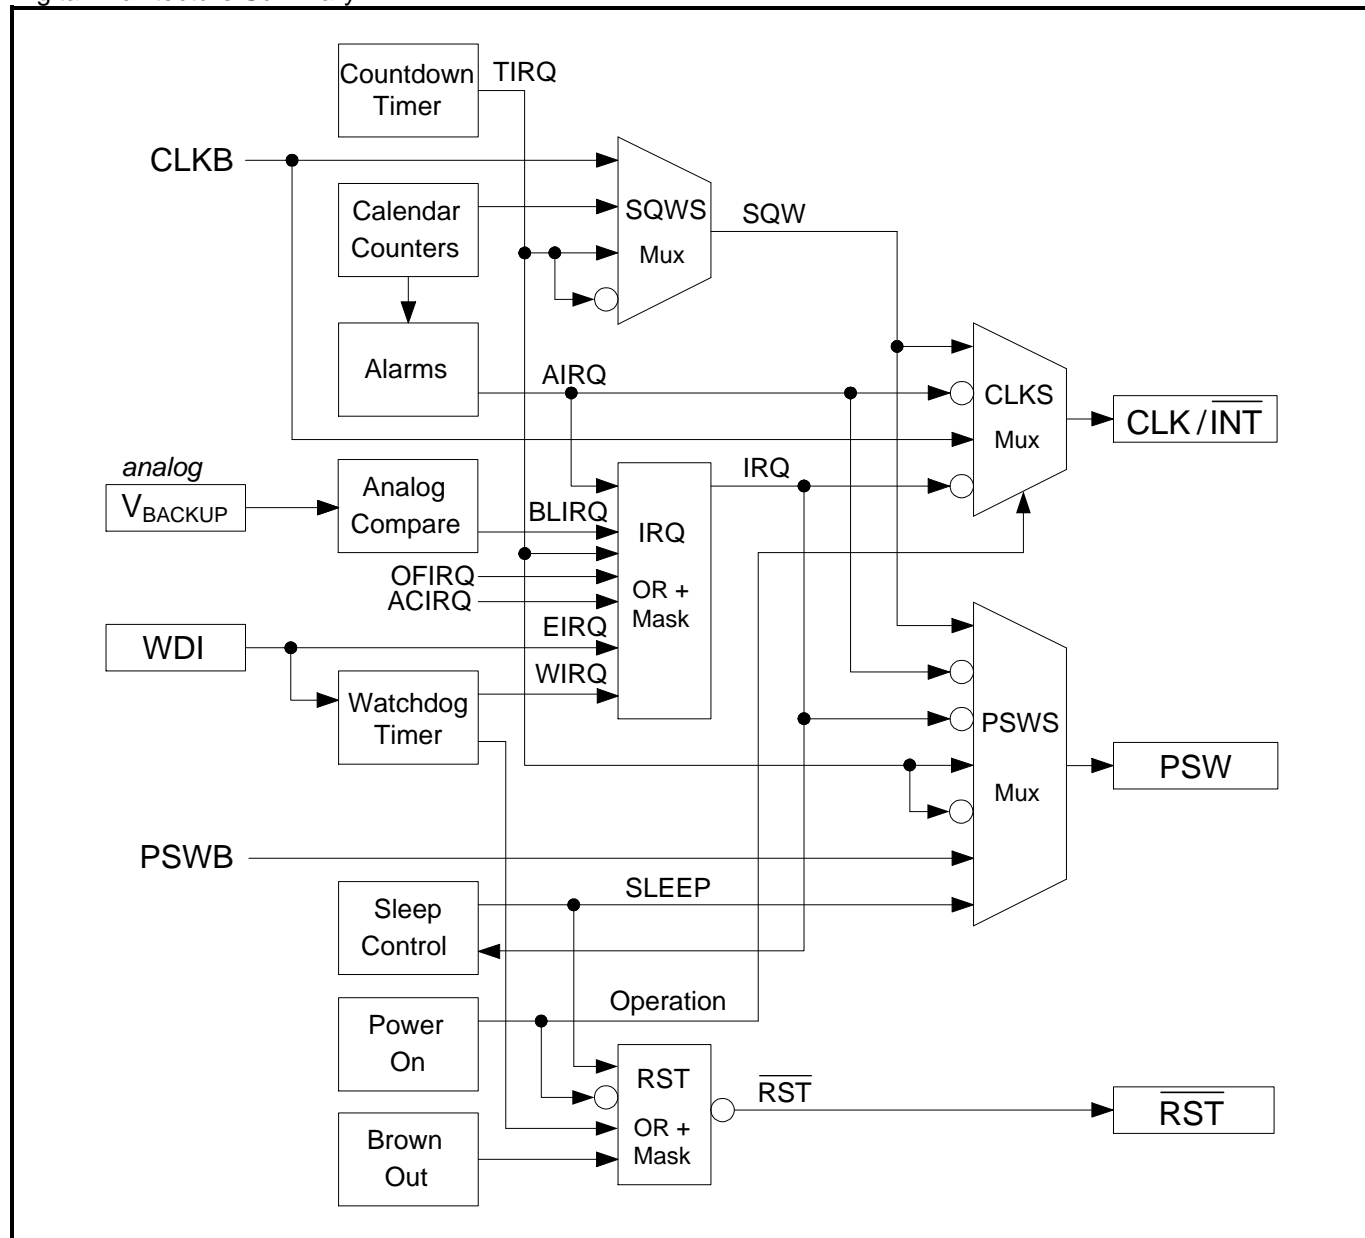 Countdown
Timer
TIRQ
CLKB
Calendar
Counters
SQWS
Mux
SQW
Alarms
AIRQ
CLKS
Mux
CLK / INT
analog
VBACKUP
Analog
Compare
BLIRQ
OFIRQ
ACIRQ
EIRQ
WIRQ
IRQ
OR +
Mask
IRQ
WDI
Watchdog
Timer
PSWS
Mux
PSW
PSWB
SLEEP
Sleep
Control
Operation
Power
On
RST
OR +
Mask
RST
RST
Brown
Out